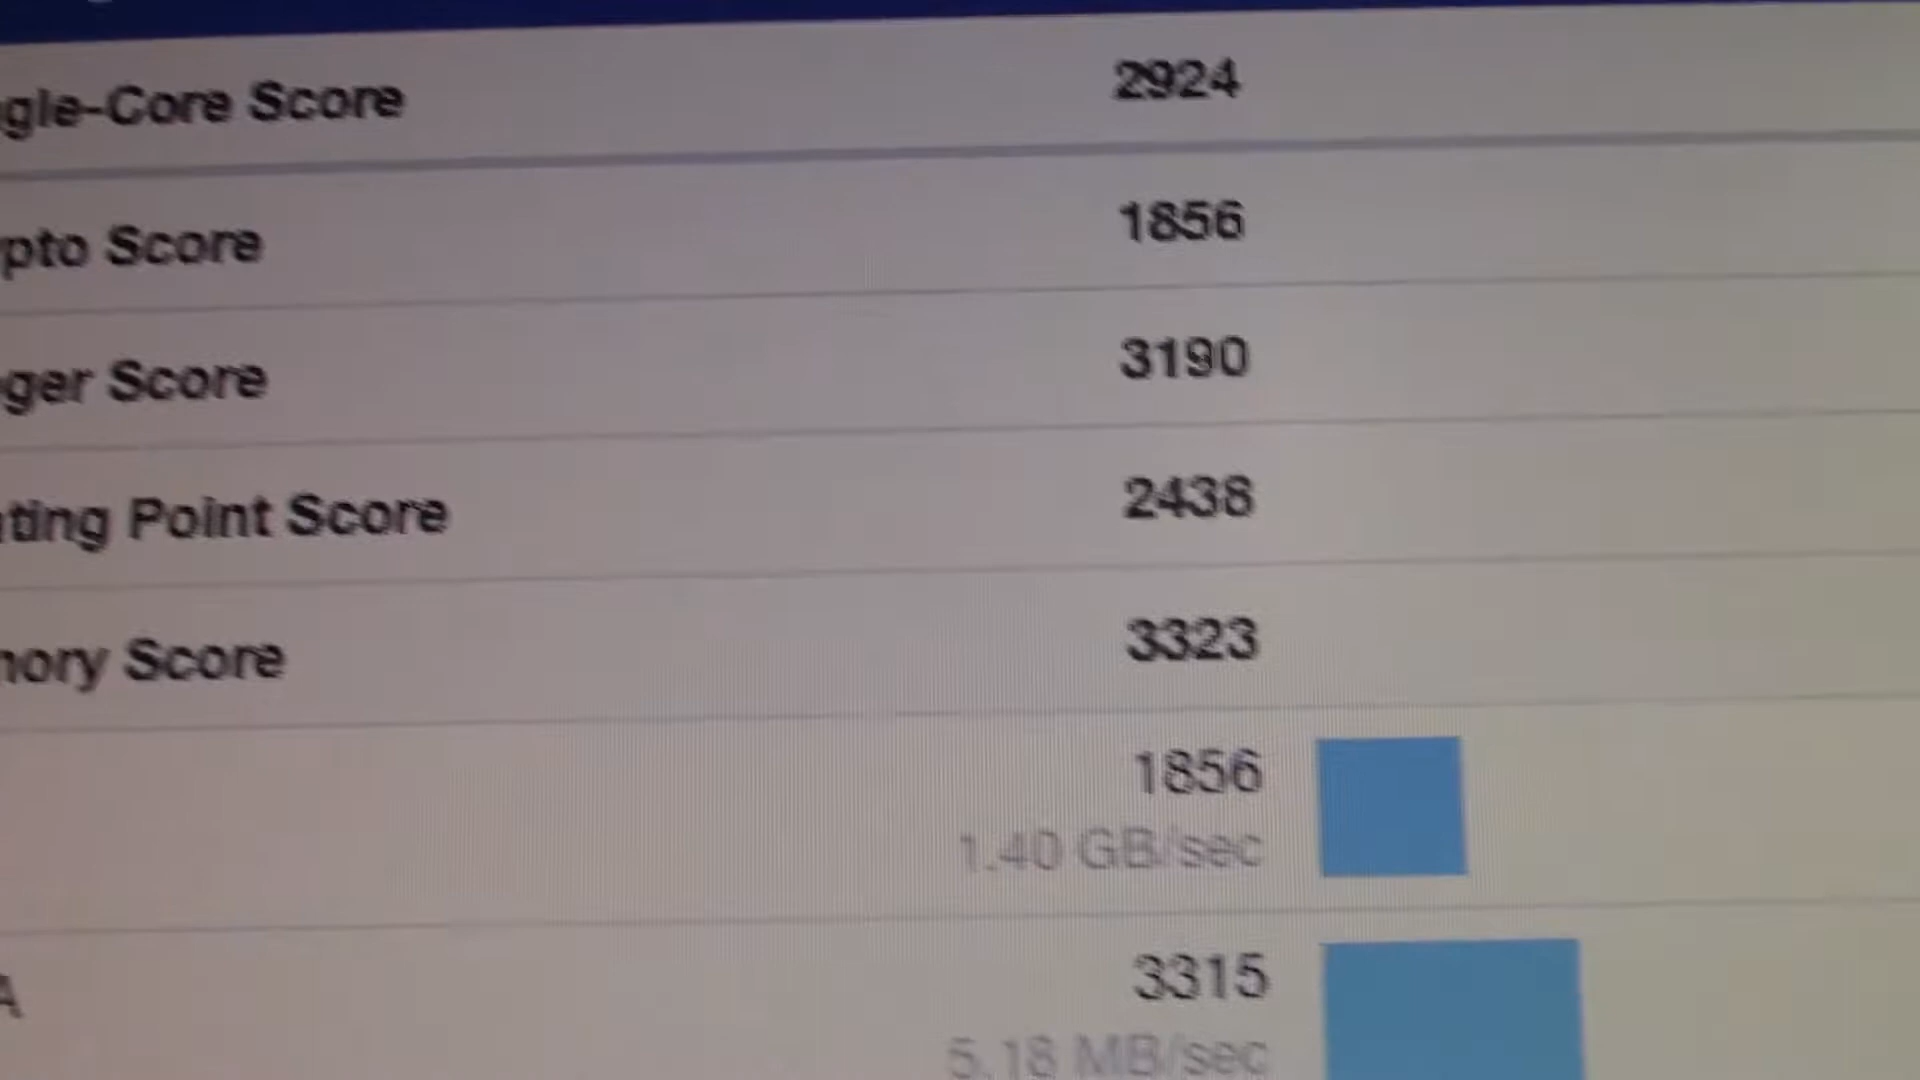 gle-Core Score 2924
pto Score 1856
ger Score 3190
ting Point Score 2438
ory Score 3323
1856
1.40 GB/sec
A 3315
5.18 MB/sec